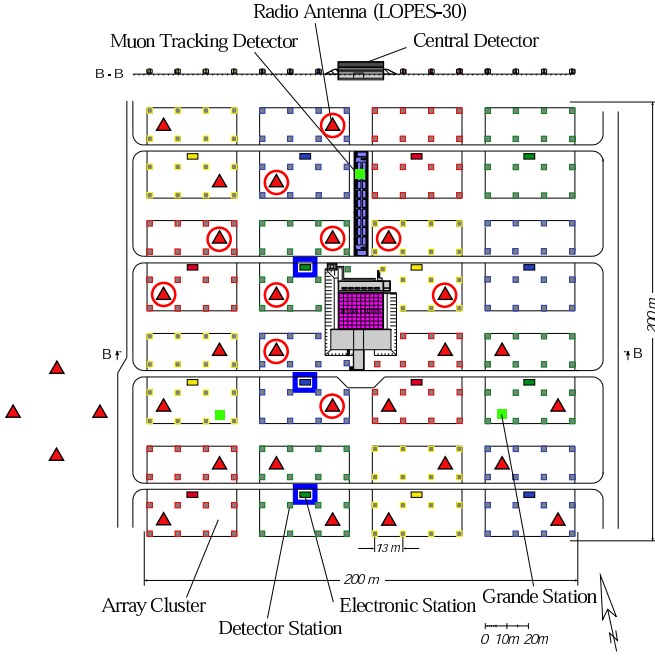 Radio Antenna (LOPES-30)
Muon Tracking Detector
Central Detector
B - B
200 m
B
B
13 m
200 m
Array Cluster
Detector Station
Electronic Station
Grande Station
0 10m 20m